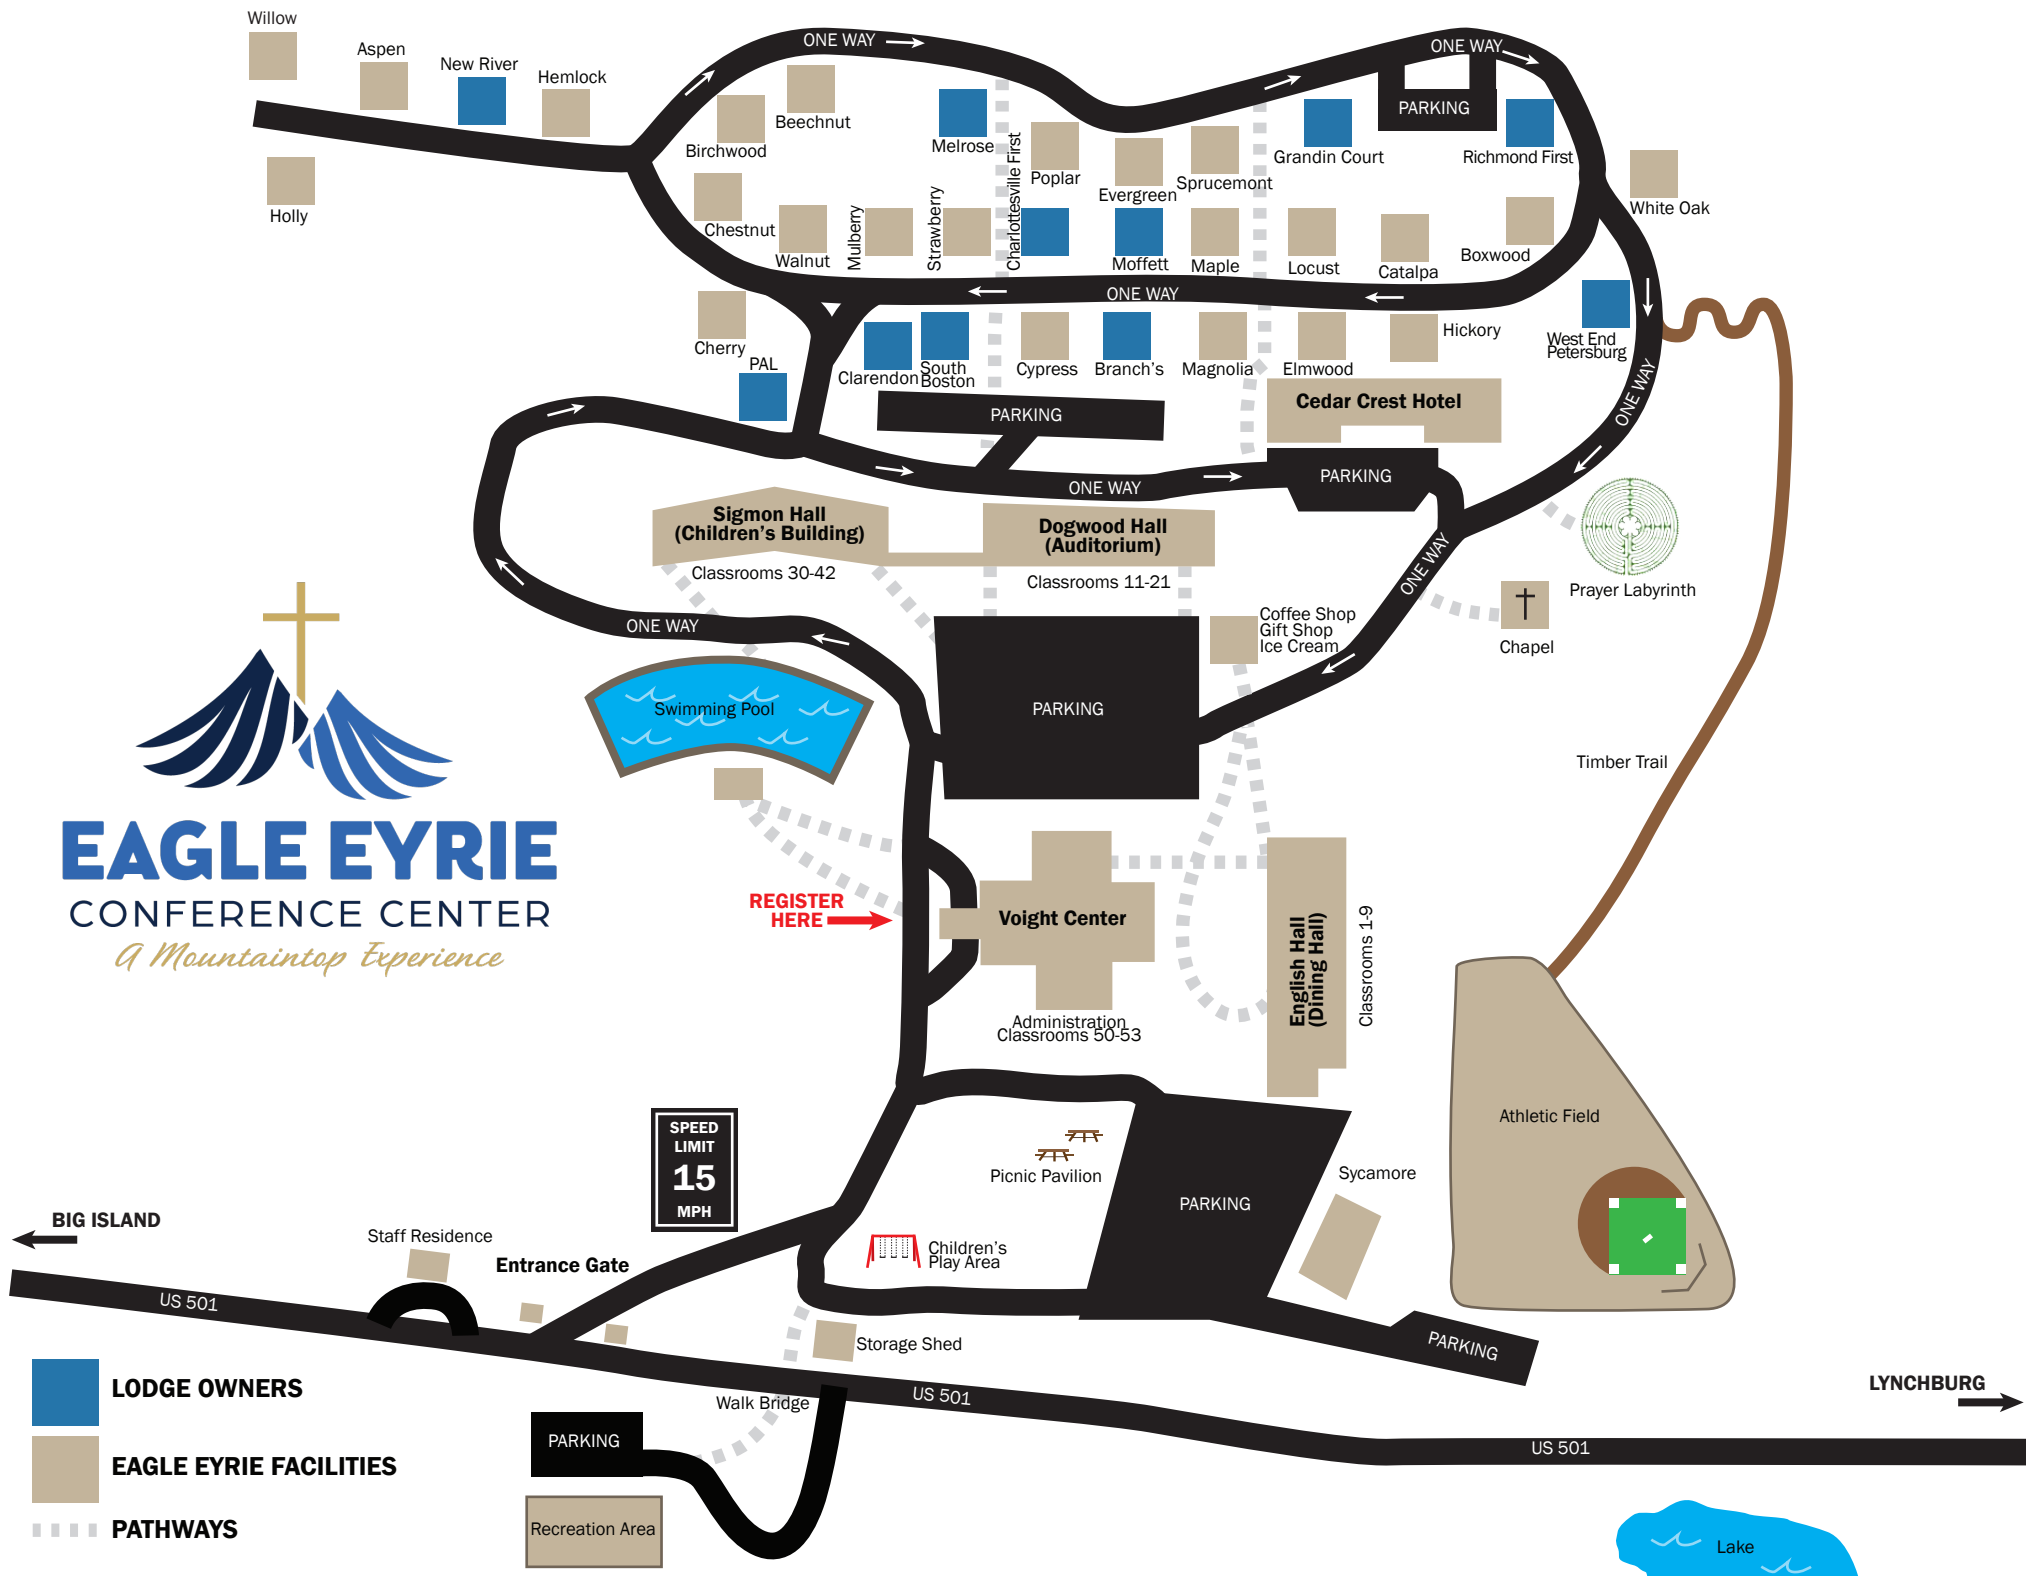 Willow
Aspen
New River
Hemlock
Holly
ONE WAY
ONE WAY
PARKING
Beechnut
Birchwood
Melrose
Charlottesville First
Poplar
Evergreen
Sprucemont
Grandin Court
Richmond First
White Oak
Chestnut
Walnut
Mulberry
Strawberry
Moffett
Maple
Locust
Catalpa
Boxwood
ONE WAY
Cherry
PAL
Clarendon
South
Boston
Cypress
Branch's
Magnolia
Elmwood
Hickory
West End
Petersburg
ONE WAY
PARKING
Cedar Crest Hotel
PARKING
ONE WAY
Sigmon Hall
(Children's Building)
Classrooms 30-42
Dogwood Hall
(Auditorium)
Classrooms 11-21
ONE WAY
Prayer Labyrinth
Coffee Shop
Gift Shop
Ice Cream
Chapel
ONE WAY
Swimming Pool
PARKING
Timber Trail
EAGLE EYRIE
CONFERENCE CENTER
A Mountaintop Experience
REGISTER
HERE
Voight Center
Administration
Classrooms 50-53
English Hall
(Dining Hall)
Classrooms 1-9
Athletic Field
SPEED
LIMIT
15
MPH
Picnic Pavilion
PARKING
Sycamore
Children's
Play Area
BIG ISLAND
Staff Residence
Entrance Gate
US 501
Storage Shed
PARKING
Walk Bridge
US 501
LYNCHBURG
US 501
PARKING
Recreation Area
LODGE OWNERS
EAGLE EYRIE FACILITIES
PATHWAYS
Lake